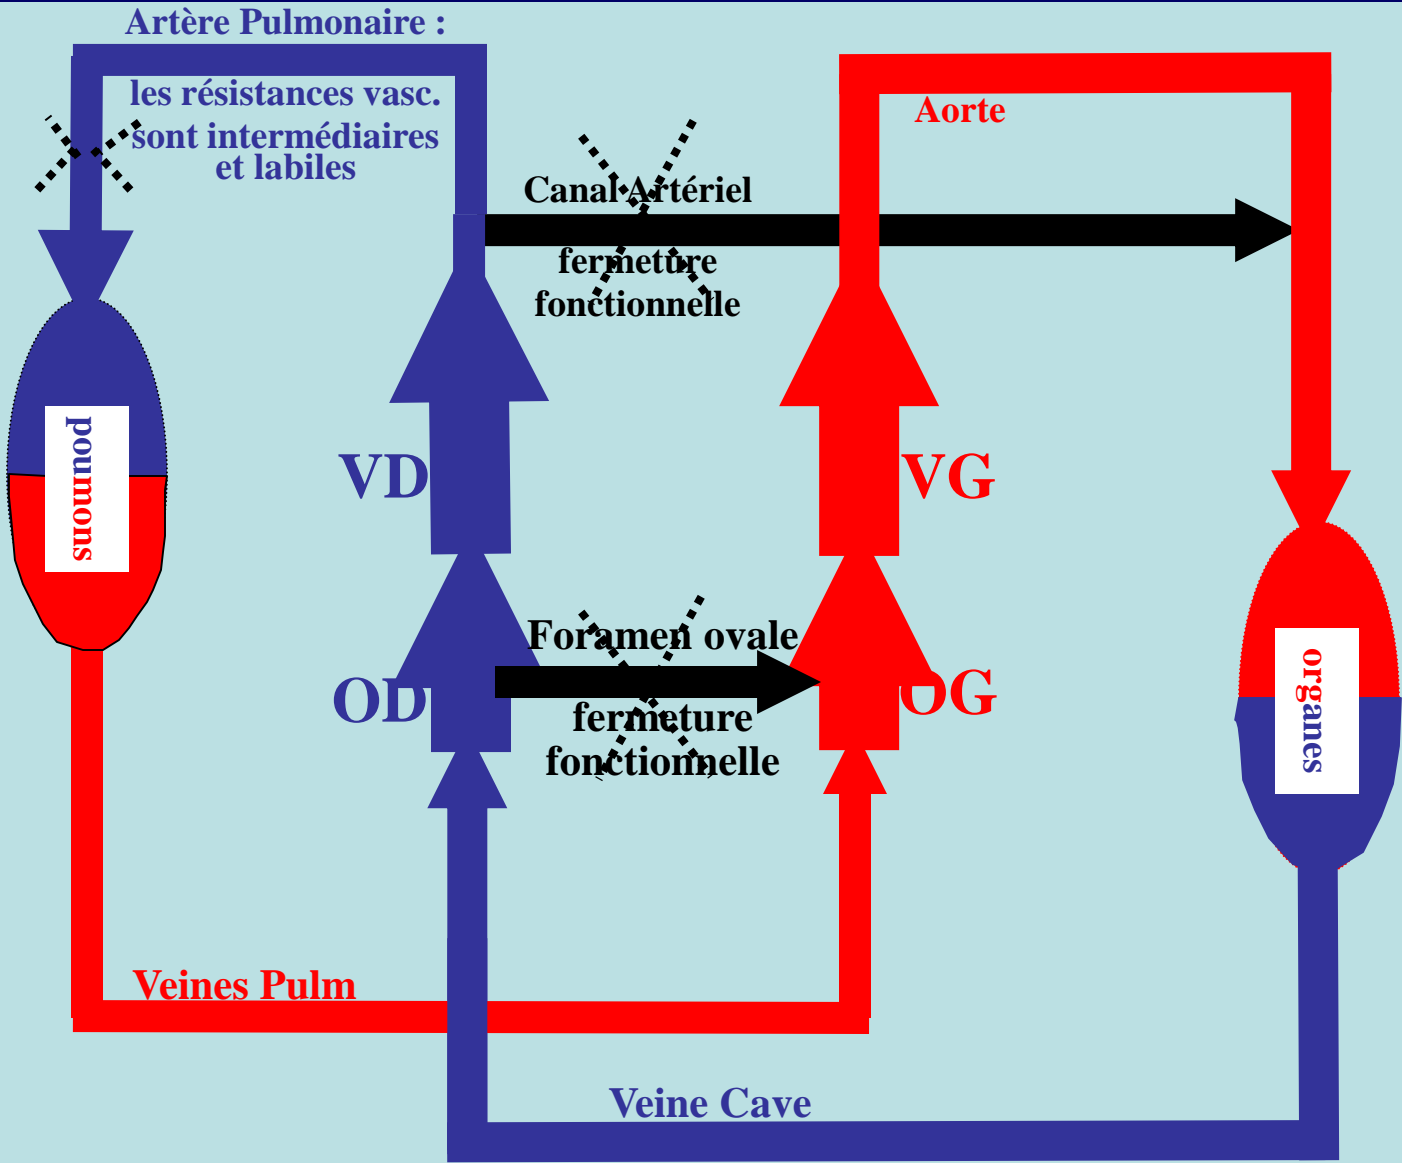 Artère Pulmonaire :
les résistances vasc.
sont intermédiaires
et labiles
Aorte
Canal Artériel
fermeture
fonctionnelle
poumons
VD
VG
Foramen ovale
OD
OG
fermeture
fonctionnelle
organes
Veines Pulm
Veine Cave